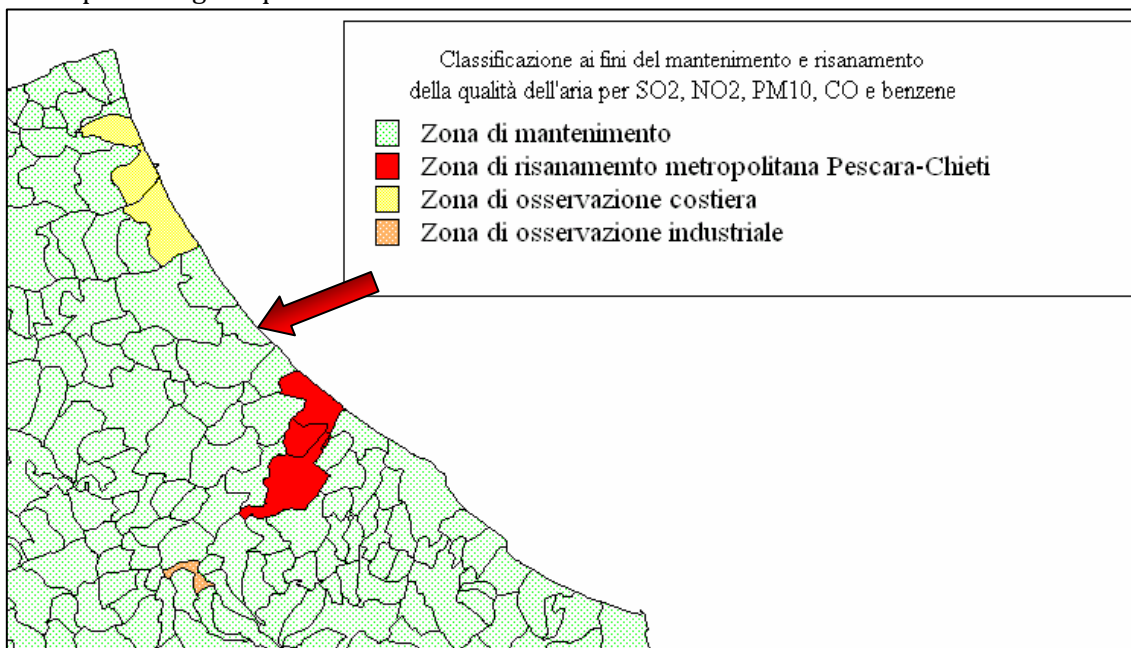 Classificazione ai fini del mantenimento e risanamento
della qualità dell'aria per SO2, NO2, PM10, CO e benzene
Zona di mantenimento
Zona di risanamemto metropolitana Pescara-Chieti
Zona di osservazione costiera
Zona di osservazione industriale